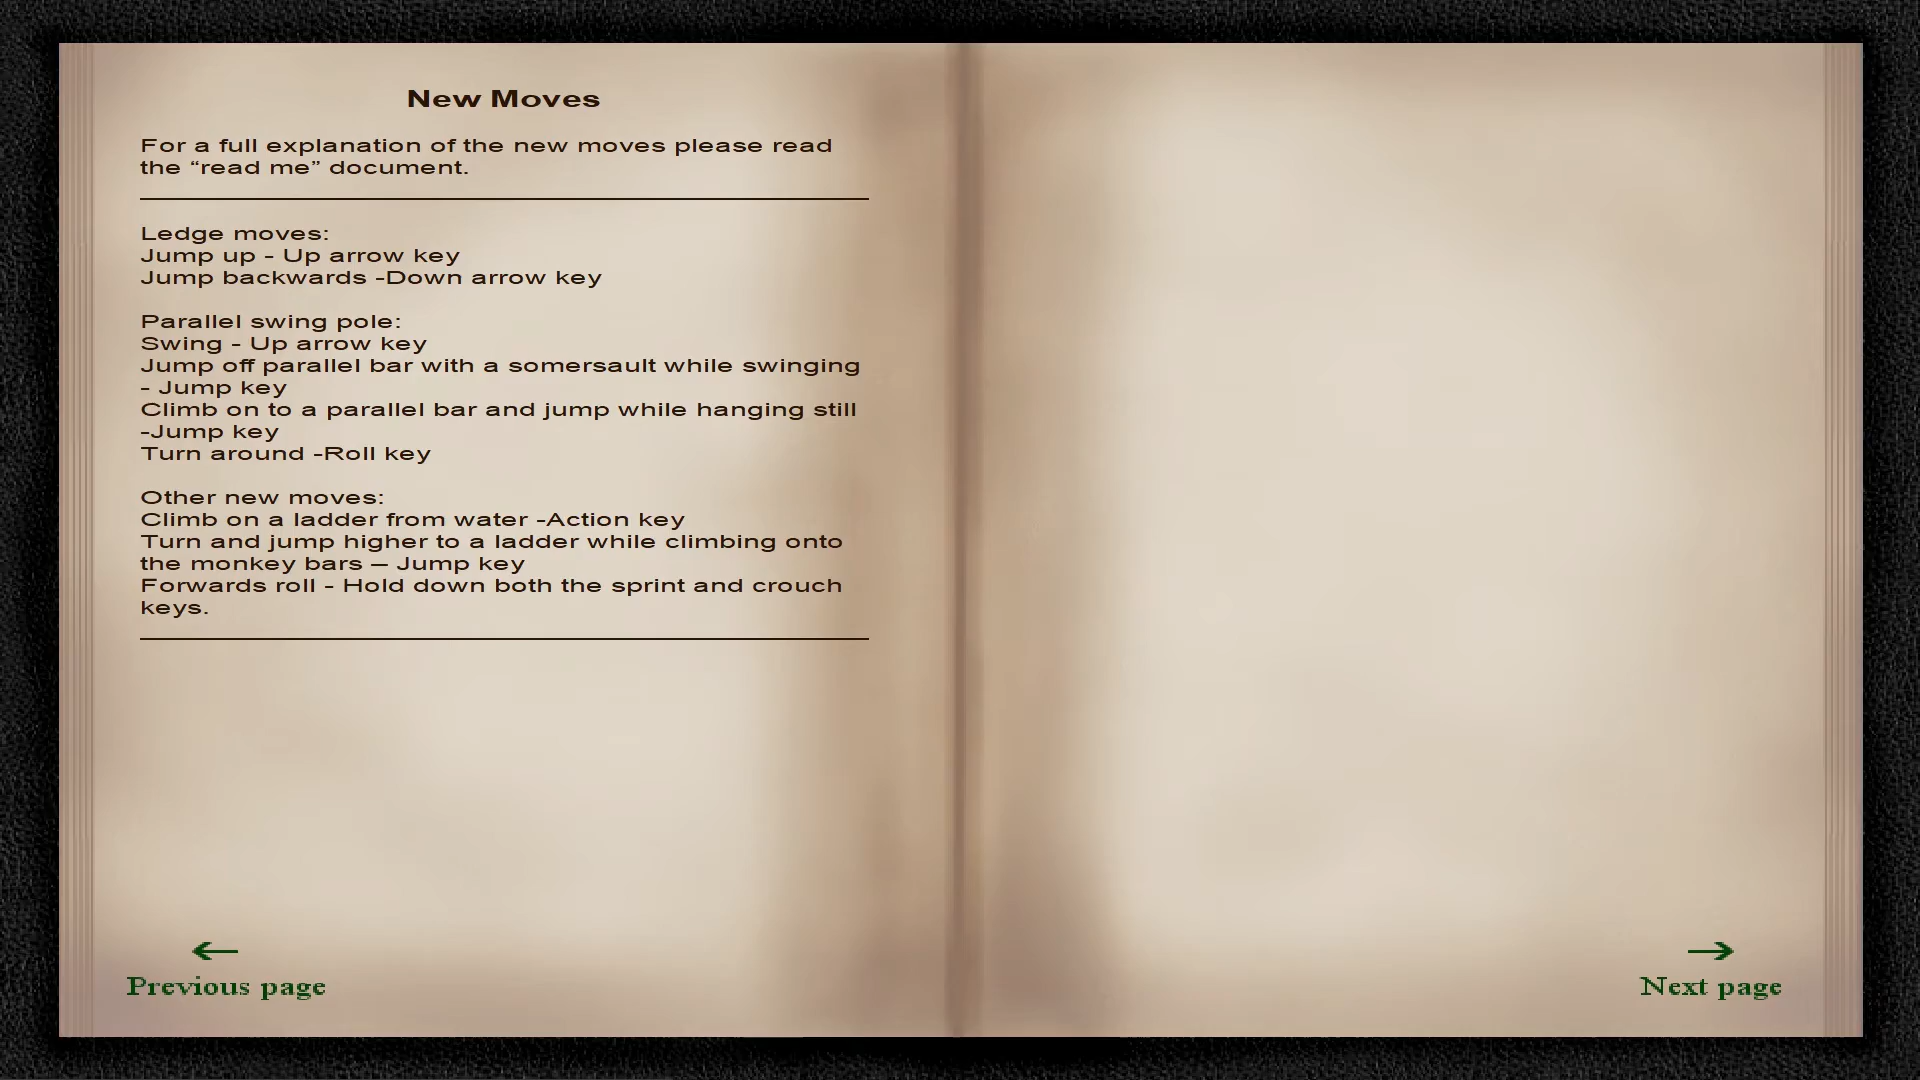 New Moves
For a full explanation of the new moves please read
the “read me” document.
Ledge moves:
Jump up - Up arrow key
Jump backwards -Down arrow key
Parallel swing pole:
Swing - Up arrow key
Jump off parallel bar with a somersault while swinging
- Jump key
Climb on to a parallel bar and jump while hanging still
-Jump key
Turn around -Roll key
Other new moves:
Climb on a ladder from water -Action key
Turn and jump higher to a ladder while climbing onto
the monkey bars – Jump key
Forwards roll - Hold down both the sprint and crouch
keys.
Previous page
Next page